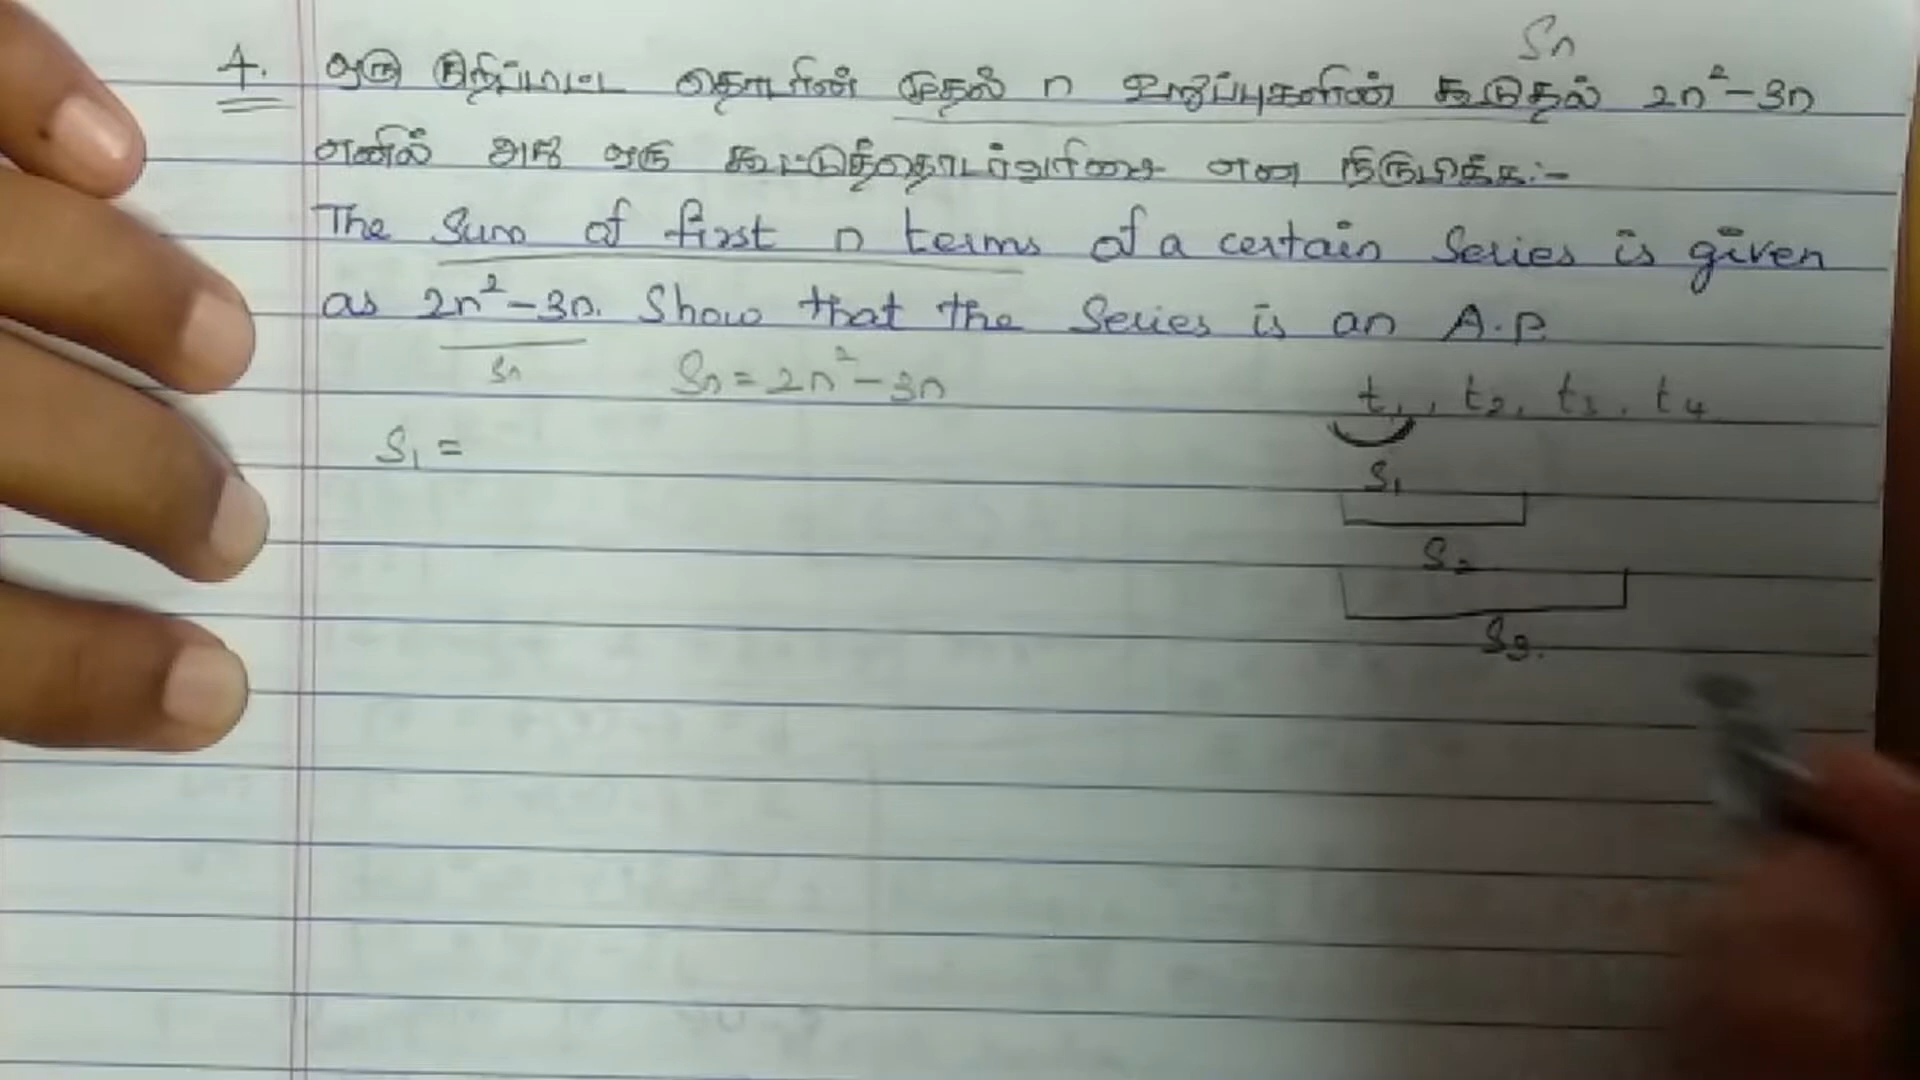 Sn
4. ஒரு குறிப்பிட்ட தொடரின் முதல் n உறுப்புகளின் கூடுதல் 2n²-3n
எனில் அது ஒரு கூட்டுத்தொடர்வரிசை என நிரூபிக்க:-
The Sum of first n terms of a certain Series is given
as 2n²-3n. Show that the Series is an A.P.
Sn Sn = 2n²-3n t₁, t₂, t₃, t₄
S₁ =
S₁
S₂
S₃.